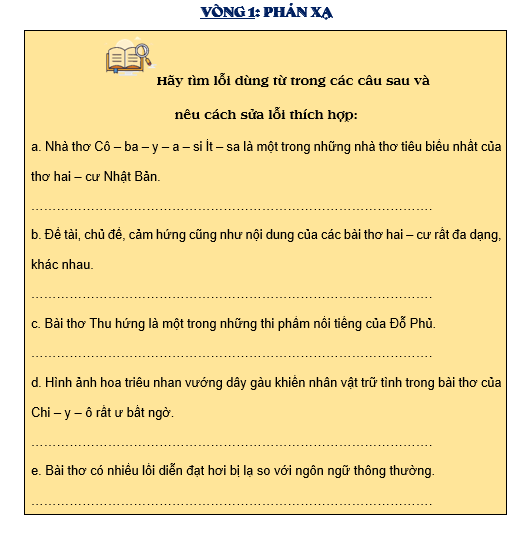 VÒNG 1: PHẢN XẠ
Hãy tìm lỗi dùng từ trong các câu sau và
nêu cách sửa lỗi thích hợp:
a. Nhà thơ Cô – ba – y – a – si Ít – sa là một trong những nhà thơ tiêu biểu nhất của
thơ hai – cư Nhật Bản.
................................................................................................................
b. Đề tài, chủ đề, cảm hứng cũng như nội dung của các bài thơ hai – cư rất đa dạng,
khác nhau.
................................................................................................................
c. Bài thơ Thu hứng là một trong những thi phẩm nổi tiếng của Đỗ Phủ.
................................................................................................................
d. Hình ảnh hoa triêu nhan vướng dây gàu khiến nhân vật trữ tình trong bài thơ của
Chi – y – ô rất ư bất ngờ.
................................................................................................................
e. Bài thơ có nhiều lối diễn đạt hơi bị lạ so với ngôn ngữ thông thường.
................................................................................................................